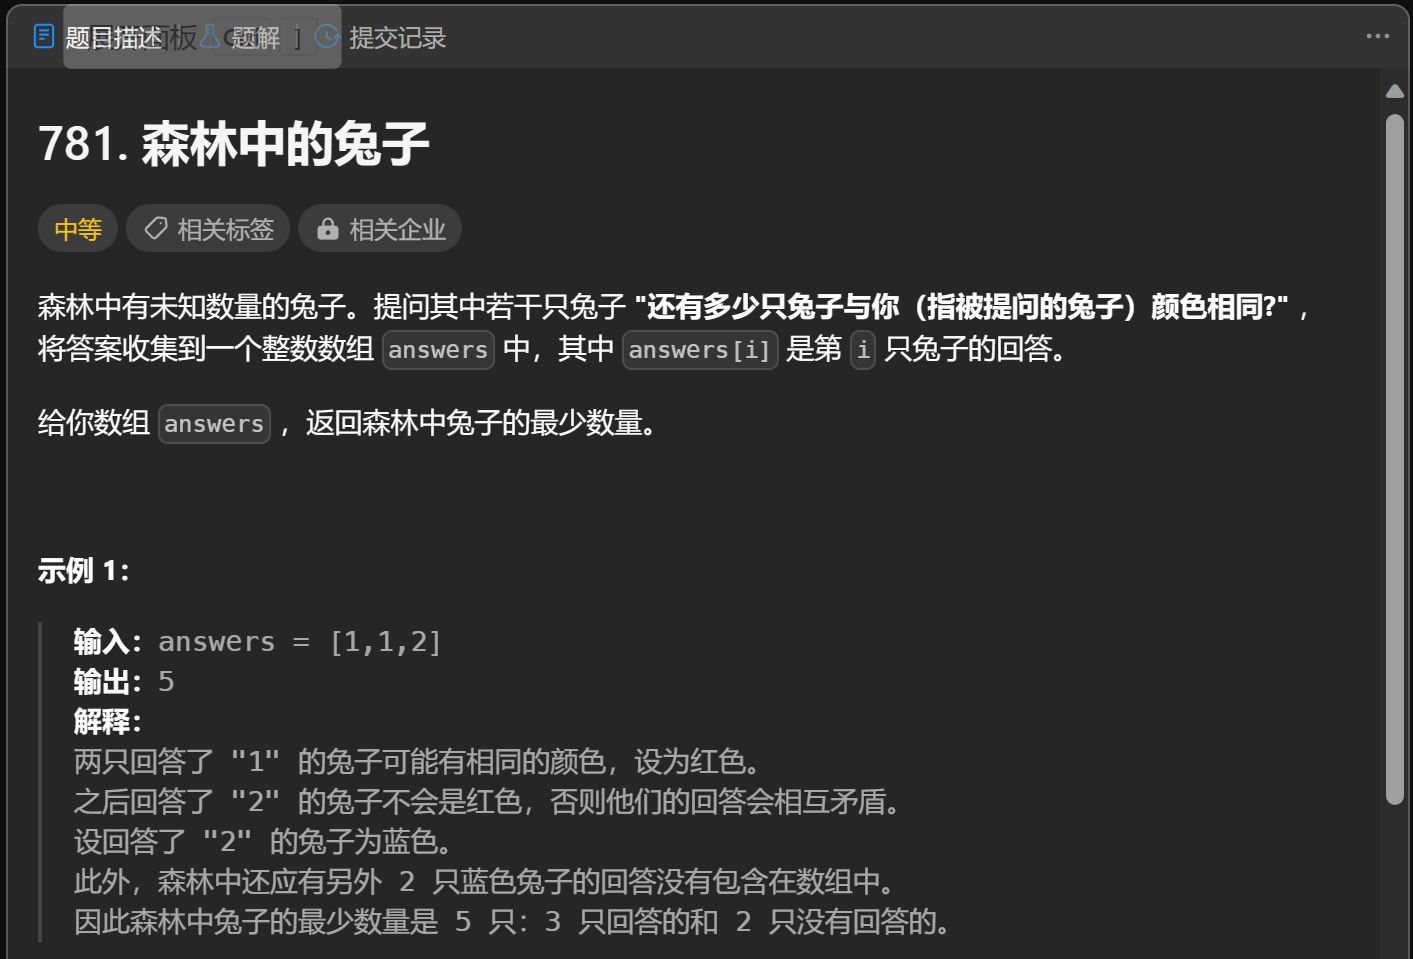 题目描述 题解 提交记录
781. 森林中的兔子
中等 相关标签 相关企业
森林中有未知数量的兔子。提问其中若干只兔子 "还有多少只兔子与你（指被提问的兔子）颜色相同?" ，
将答案收集到一个整数数组 answers 中，其中 answers[i] 是第 i 只兔子的回答。
给你数组 answers ，返回森林中兔子的最少数量。
示例 1：
输入：answers = [1,1,2]
输出：5
解释：
两只回答了 "1" 的兔子可能有相同的颜色，设为红色。
之后回答了 "2" 的兔子不会是红色，否则他们的回答会相互矛盾。
设回答了 "2" 的兔子为蓝色。
此外，森林中还应有另外 2 只蓝色兔子的回答没有包含在数组中。
因此森林中兔子的最少数量是 5 只：3 只回答的和 2 只没有回答的。